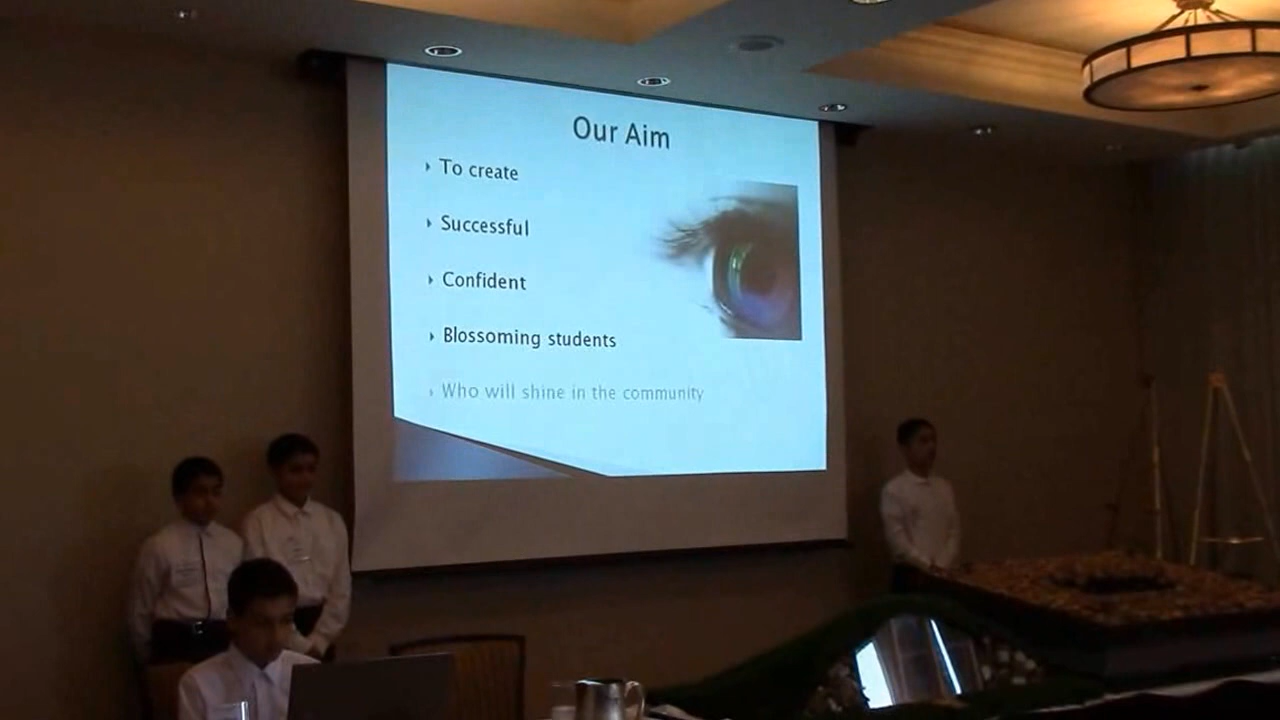 Our Aim
To create
Successful
Confident
Blossoming students
Who will shine in the community